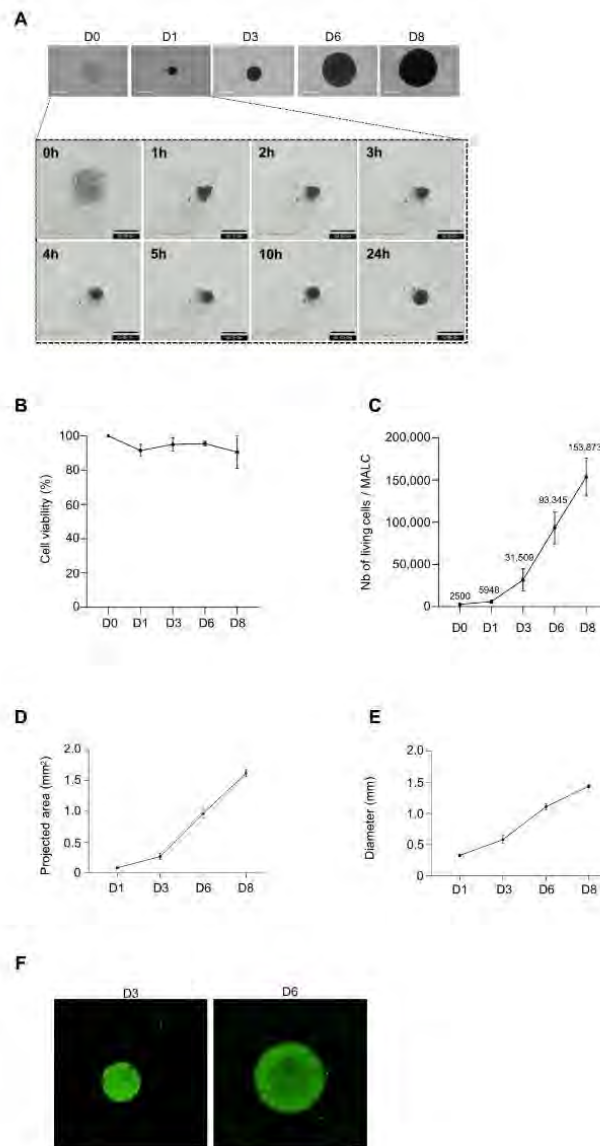 A
D0 D1 D3 D6 D8
0h 1h 2h 3h
4h 5h 10h 24h
B
Cell viability (%)
100
80
60
40
20
0
D0 D1 D3 D6 D8
C
Nb of living cells / MALC
200,000
150,000
100,000
50,000
0
2500 5948 31,509 93,345 153,873
D0 D1 D3 D6 D8
D
Projected area (mm²)
2.0
1.5
1.0
0.5
0
D1 D3 D6 D8
E
Diameter (mm)
2.0
1.5
1.0
0.5
0
D1 D3 D6 D8
F
D3 D6